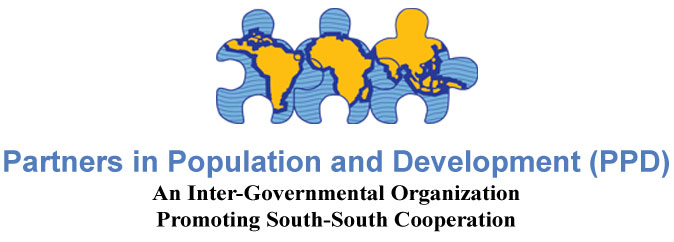 Partners in Population and Development (PPD)
An Inter-Governmental Organization
Promoting South-South Cooperation